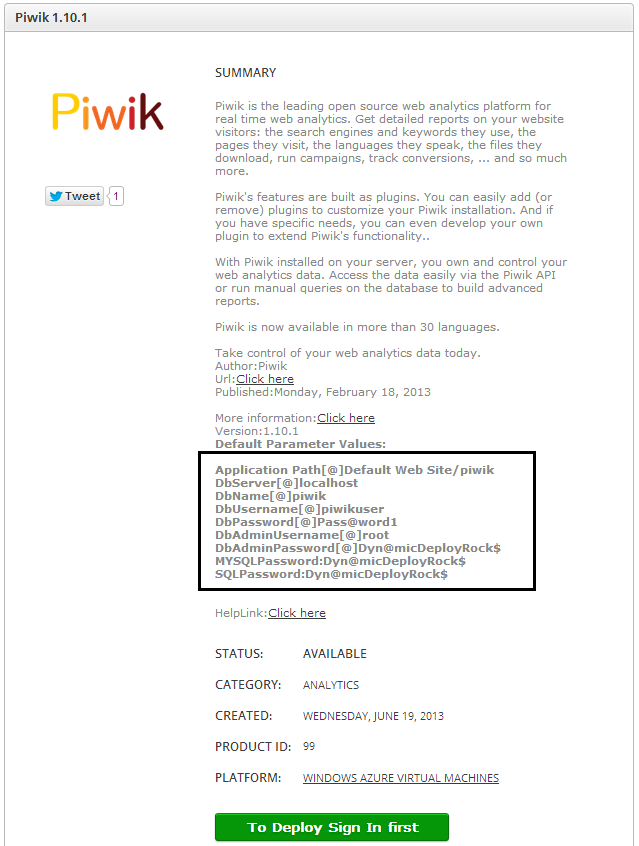 Piwik 1.10.1
Piwik
Tweet 1
SUMMARY
Piwik is the leading open source web analytics platform for
real time web analytics. Get detailed reports on your website
visitors: the search engines and keywords they use, the
pages they visit, the languages they speak, the files they
download, run campaigns, track conversions, ... and so much
more.
Piwik's features are built as plugins. You can easily add (or
remove) plugins to customize your Piwik installation. And if
you have specific needs, you can even develop your own
plugin to extend Piwik's functionality..
With Piwik installed on your server, you own and control your
web analytics data. Access the data easily via the Piwik API
or run manual queries on the database to build advanced
reports.
Piwik is now available in more than 30 languages.
Take control of your web analytics data today.
Author:Piwik
Url:Click here
Published:Monday, February 18, 2013
More information:Click here
Version:1.10.1
Default Parameter Values:
Application Path[@]Default Web Site/piwik
DbServer[@]localhost
DbName[@]piwik
DbUsername[@]piwikuser
DbPassword[@]Pass@word1
DbAdminUsername[@]root
DbAdminPassword[@]Dyn@micDeployRock$
MYSQLPassword:Dyn@micDeployRock$
SQLPassword:Dyn@micDeployRock$
HelpLink:Click here
STATUS: AVAILABLE
CATEGORY: ANALYTICS
CREATED: WEDNESDAY, JUNE 19, 2013
PRODUCT ID: 99
PLATFORM: WINDOWS AZURE VIRTUAL MACHINES
To Deploy Sign In first